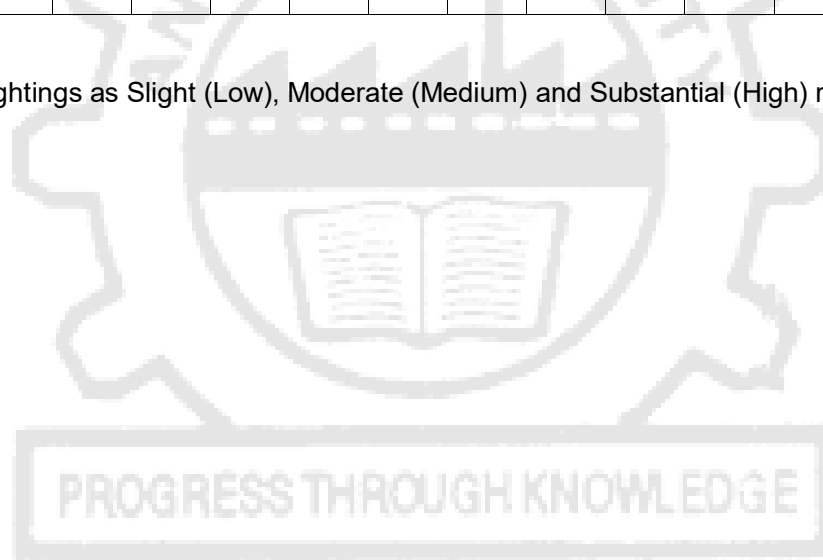 ghtings as Slight (Low), Moderate (Medium) and Substantial (High)
PROGRESS THROUGH KNOWLEDGE